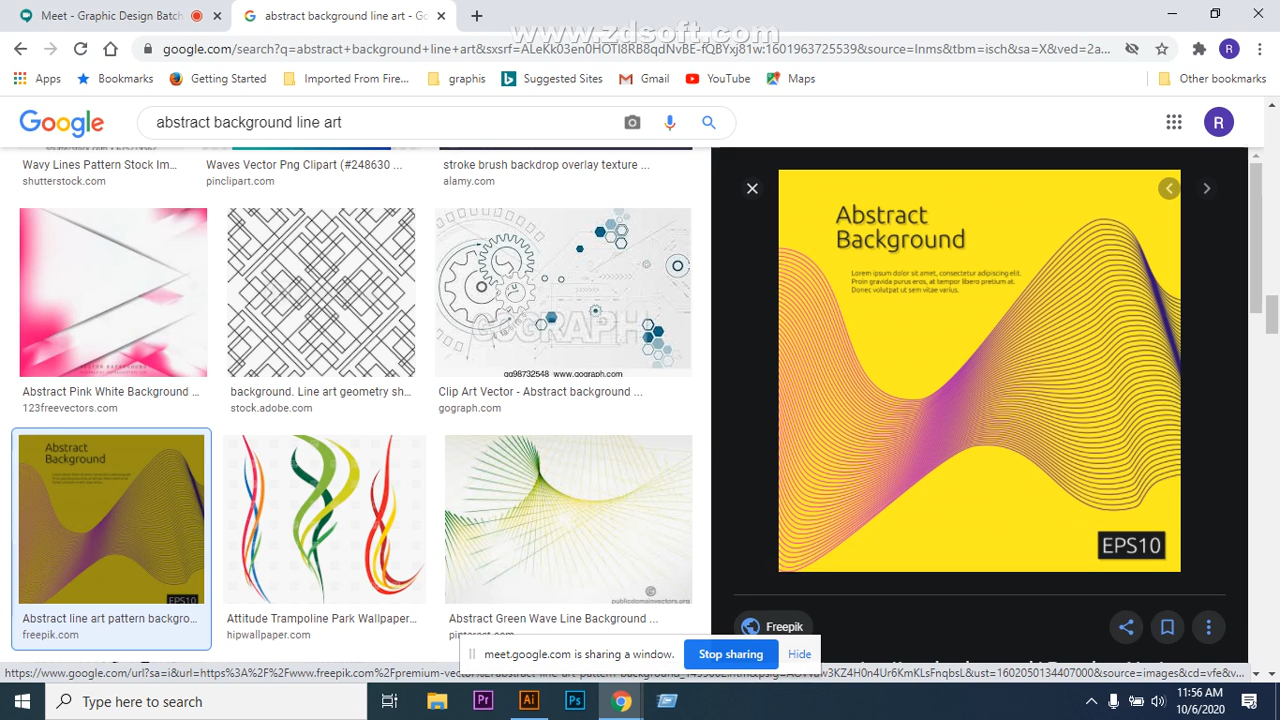 Meet - Graphic Design Batch
abstract background line art - Go
www.zdsoft.com
google.com/search?q=abstract+background+line+art&sxsrf=ALeKk03en0HOTI8RB8qdNvBE-fQBYxj81w:1601963725539&source=lnms&tbm=isch&sa=X&ved=2a...
Apps
Bookmarks
Getting Started
Imported From Fire...
graphis
Suggested Sites
Gmail
YouTube
Maps
Other bookmarks
Google
abstract background line art
R
Wavy Lines Pattern Stock Im...
shutterstock.com
Waves Vector Png Clipart (#248630 ...
pinclipart.com
stroke brush backdrop overlay texture ...
alamy.com
Abstract Pink White Background ...
123freevectors.com
background. Line art geometry sh...
stock.adobe.com
GOGRAPH
gg98732548 www.gograph.com
Clip Art Vector - Abstract background ...
gograph.com
Abstract
Background
EPS10
Abstract line art pattern backgro...
freepik.com
Attitude Trampoline Park Wallpaper...
hipwallpaper.com
publicdomainvectors.org
Abstract Green Wave Line Background ...
pinterest.com
Abstract
Background
Lorem ipsum dolor sit amet, consectetur adipiscing elit.
Proin gravida purus eros, at tempor libero pretium at.
Donec volutpat ut sem vitae varius.
EPS10
Freepik
meet.google.com is sharing a window.
Stop sharing
Hide
Type here to search
Pr
Ai
Ps
11:56 AM
10/6/2020